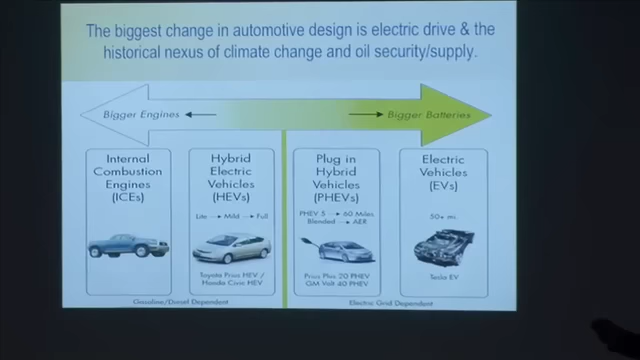 The biggest change in automotive design is electric drive & the
historical nexus of climate change and oil security/supply.
Bigger Engines
Bigger Batteries
Internal
Combustion
Engines
(ICEs)
Hybrid
Electric
Vehicles
(HEVs)
Lite → Mild → Full
Toyota Prius HEV /
Honda Civic HEV
Plug in
Hybrid
Vehicles
(PHEVs)
PHEV 5 → 60 Miles
Blended → AER
Prius Plus 20 PHEV
GM Volt 40 PHEV
Electric
Vehicles
(EVs)
50+ mi.
Tesla EV
Gasoline/Diesel Dependent
Electric Grid Dependent